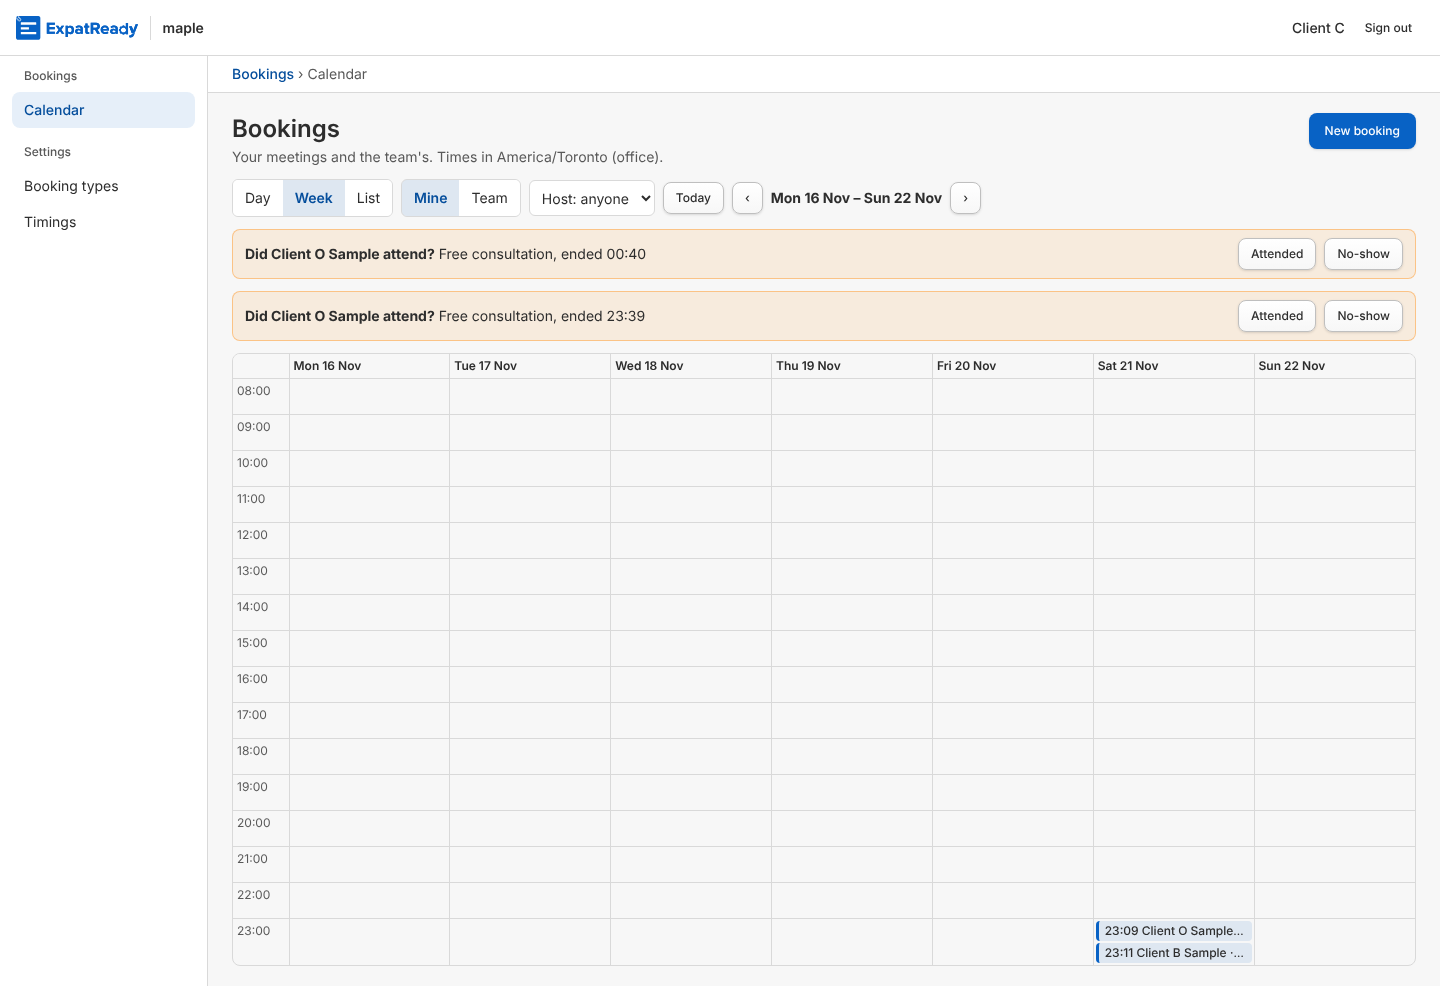 ExpatReady maple Client C Sign out
Bookings
Calendar
Settings
Booking types
Timings
Bookings › Calendar
Bookings
New booking
Your meetings and the team's. Times in America/Toronto (office).
Day Week List Mine Team Host: anyone Today ‹ Mon 16 Nov – Sun 22 Nov ›
Did Client O Sample attend? Free consultation, ended 00:40 Attended No-show
Did Client O Sample attend? Free consultation, ended 23:39 Attended No-show
Mon 16 Nov Tue 17 Nov Wed 18 Nov Thu 19 Nov Fri 20 Nov Sat 21 Nov Sun 22 Nov
08:00
09:00
10:00
11:00
12:00
13:00
14:00
15:00
16:00
17:00
18:00
19:00
20:00
21:00
22:00
23:00
23:09 Client O Sample...
23:11 Client B Sample ·...